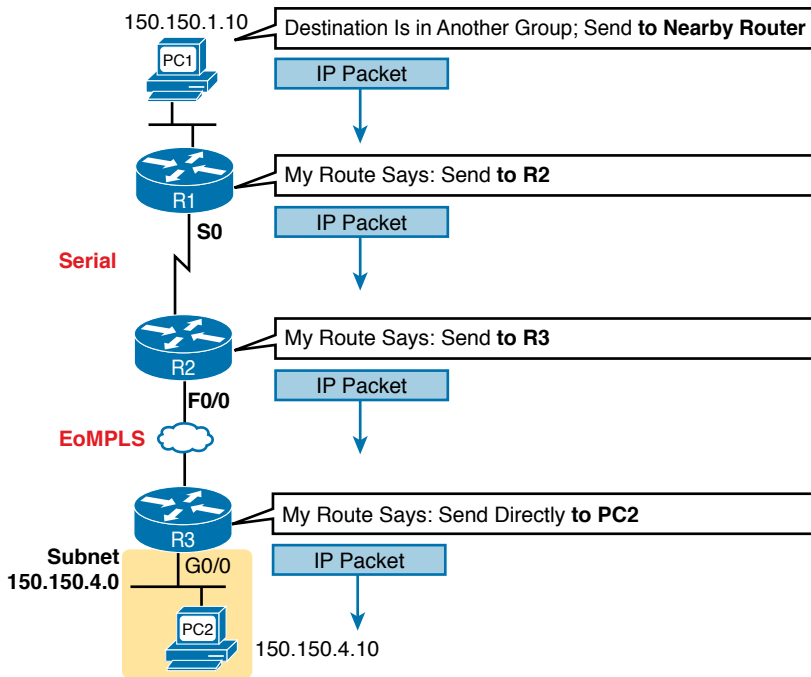 150.150.1.10
Destination Is in Another Group; Send to Nearby Router
PC1
IP Packet
My Route Says: Send to R2
R1
S0
IP Packet
Serial
My Route Says: Send to R3
R2
IP Packet
F0/0
EoMPLS
My Route Says: Send Directly to PC2
R3
Subnet
150.150.4.0
G0/0
IP Packet
PC2
150.150.4.10